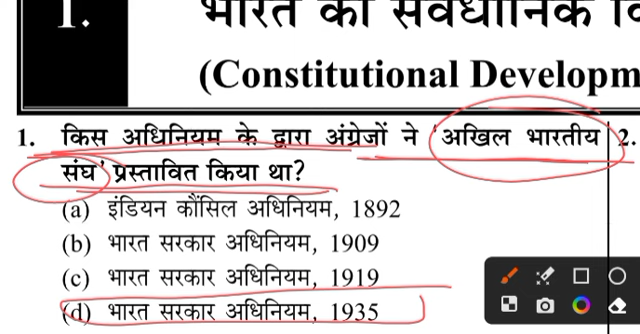 1.
भारत का संवैधानिक
(Constitutional Developm
1. किस अधिनियम के द्वारा अंग्रेजों ने 'अखिल भारतीय
संघ' प्रस्तावित किया था?
(a) इंडियन कौंसिल अधिनियम, 1892
(b) भारत सरकार अधिनियम, 1909
(c) भारत सरकार अधिनियम, 1919
(d) भारत सरकार अधिनियम, 1935
2.